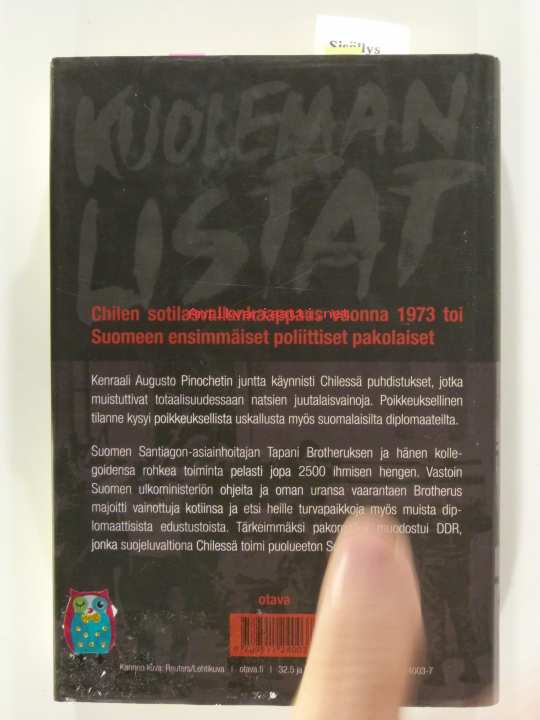 Sisällys
KUOLEMAN
LISTAT
Chilen sotilasvallankaappaus vuonna 1973 toi
Suomeen ensimmäiset poliittiset pakolaiset
Kenraali Augusto Pinochetin juntta käynnisti Chilessä puhdistukset, jotka
muistuttivat totaalisuudessaan natsien juutalaisvainoja. Poikkeuksellinen
tilanne kysyi poikkeuksellista uskallusta myös suomalaisilta diplomaateilta.
Suomen Santiagon-asiainhoitajan Tapani Brotheruksen ja hänen kolle-
goidensa rohkea toiminta pelasti jopa 2500 ihmisen hengen. Vastoin
Suomen ulkoministeriön ohjeita ja oman uransa vaarantaen Brotherus
majoitti vainottuja kotiinsa ja etsi heille turvapaikkoja myös muista dip-
lomaattisista edustustoista. Tärkeimmäksi muodostui DDR,
jonka suojeluvaltiona Chilessä toimi puolueeton
otava
Kannen kuva: Reuters/Lehtikuva | otava.fi | 32.5 ja 4003-7